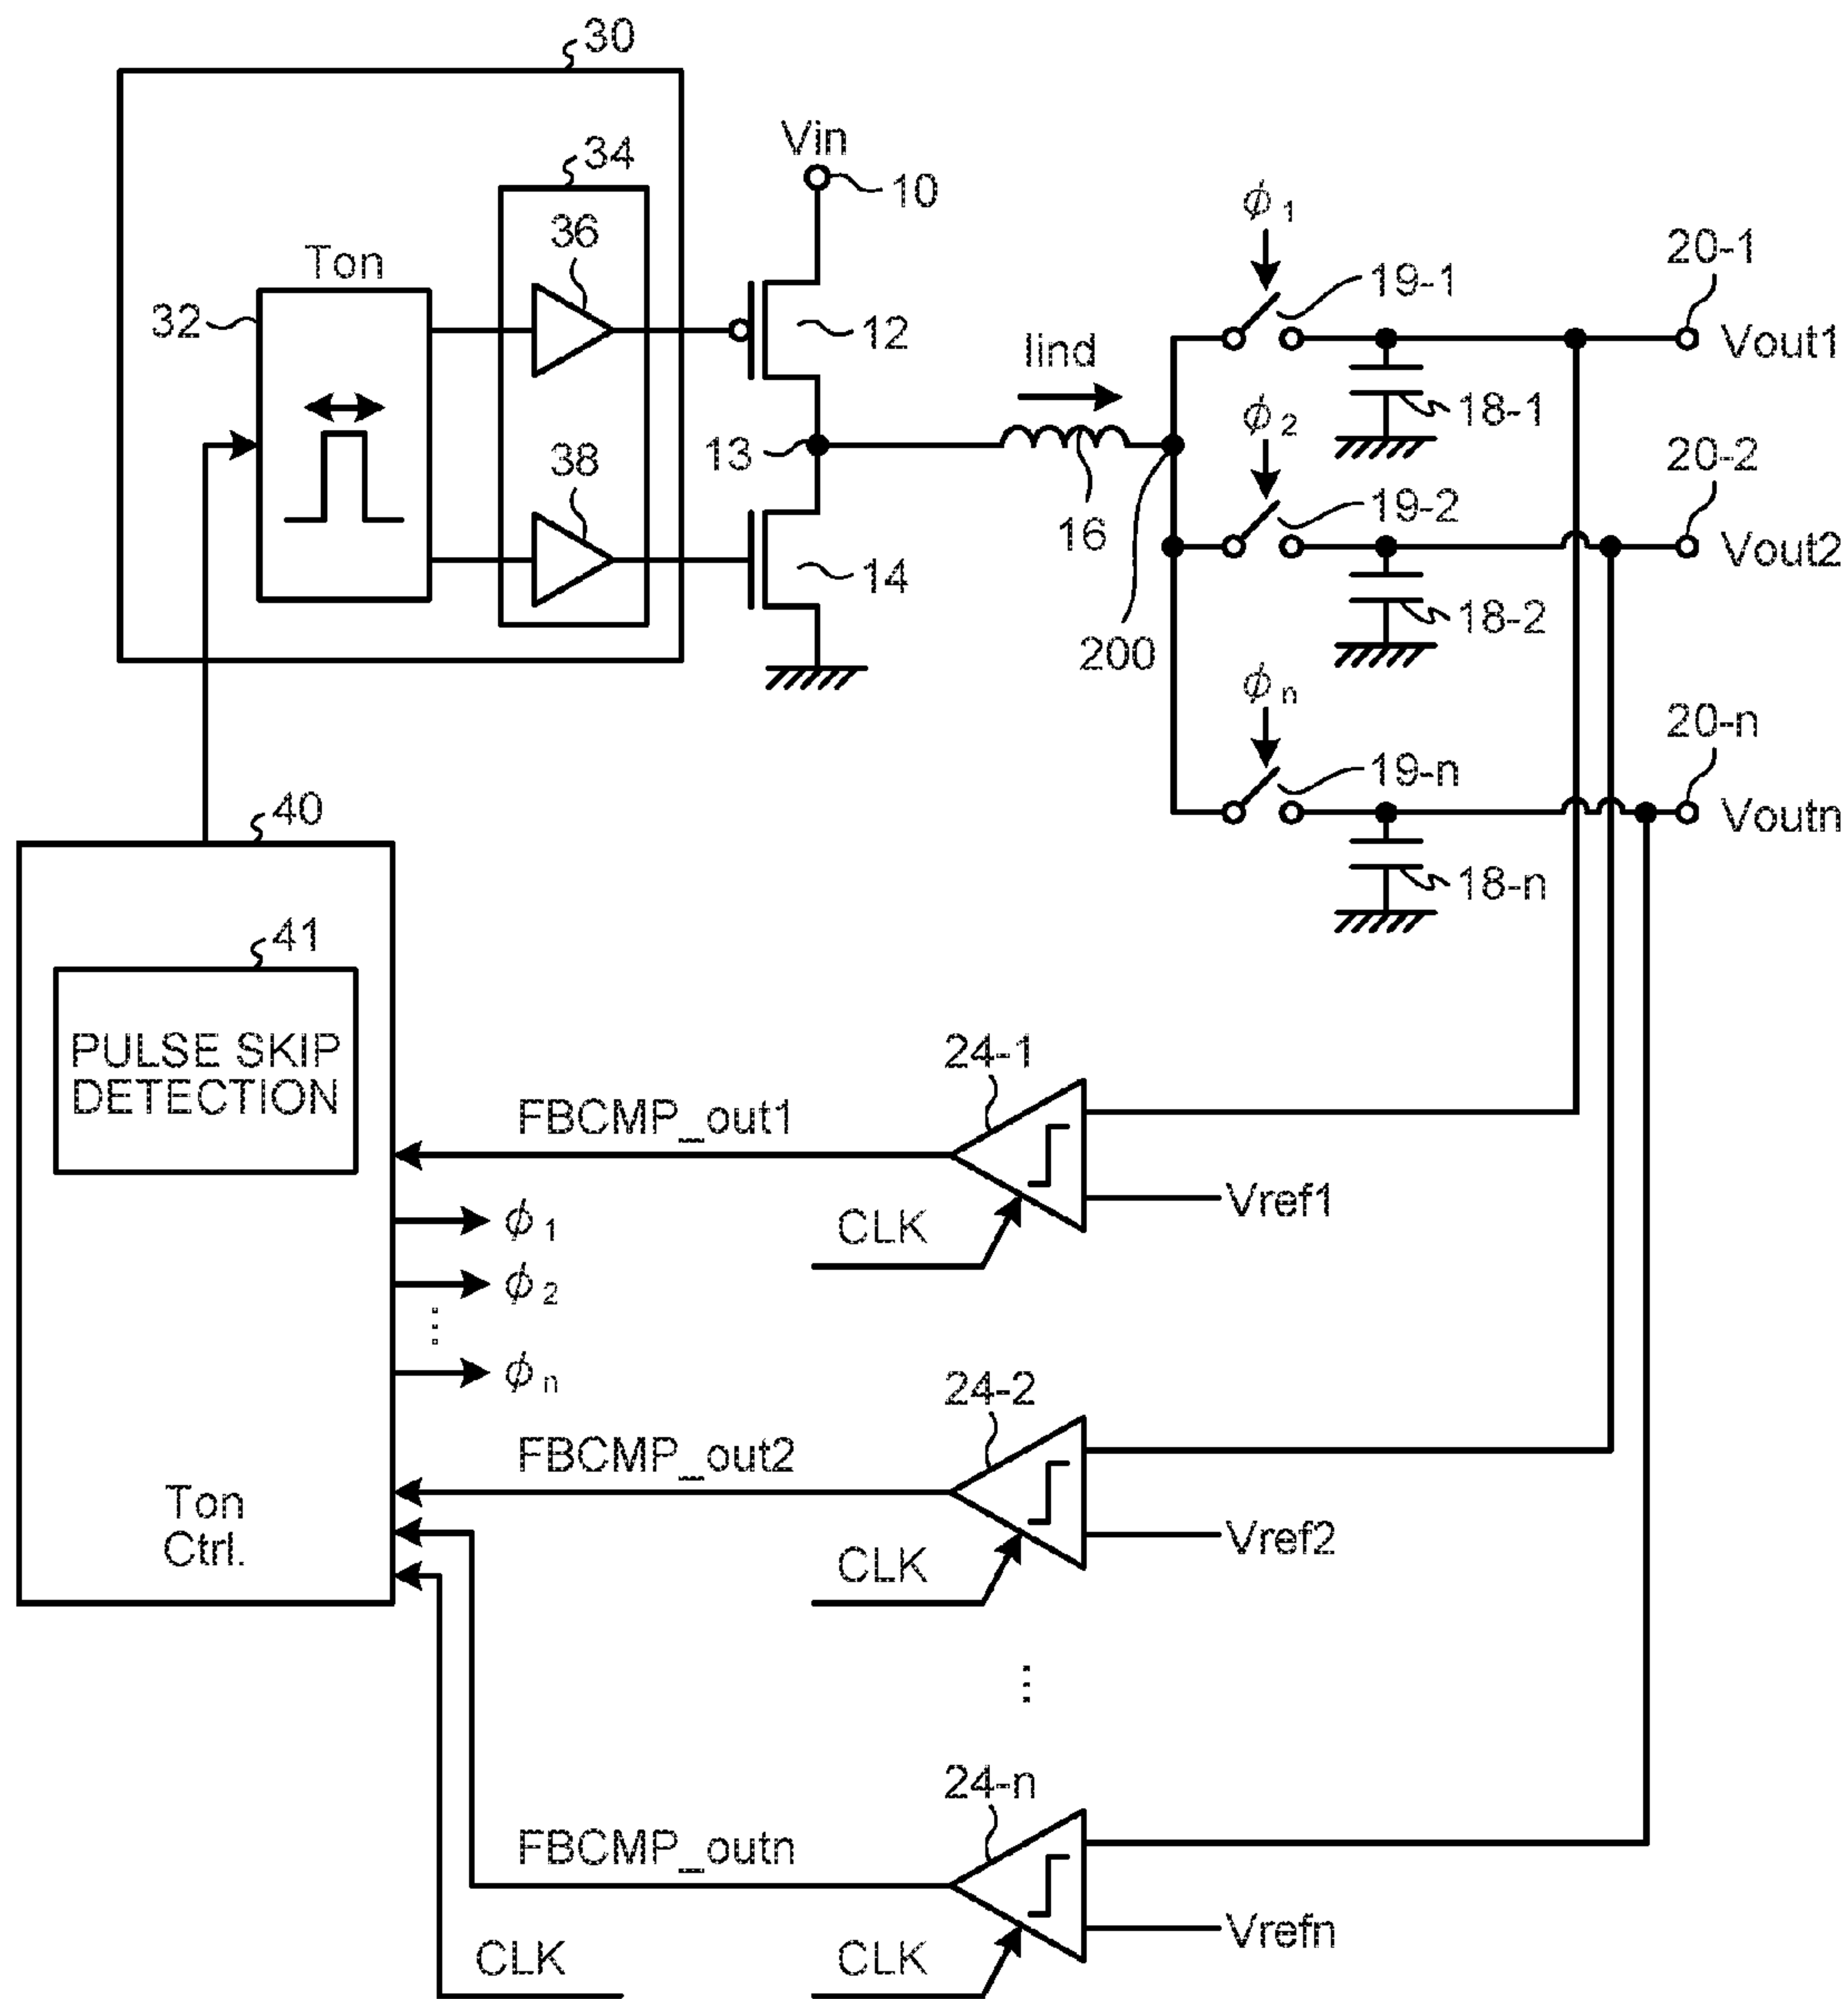 30
Vin
10
34
36
Ton
32
12
13
38
14
Iind
16
200
ϕ1
19-1
20-1
Vout1
18-1
ϕ2
19-2
20-2
Vout2
18-2
ϕn
19-n
20-n
Voutn
18-n
40
41
PULSE SKIP
DETECTION
24-1
FBCMP_out1
Vref1
CLK
ϕ1
ϕ2
⋮
ϕn
24-2
FBCMP_out2
Vref2
CLK
Ton
Ctrl.
⋮
24-n
FBCMP_outn
Vrefn
CLK
CLK